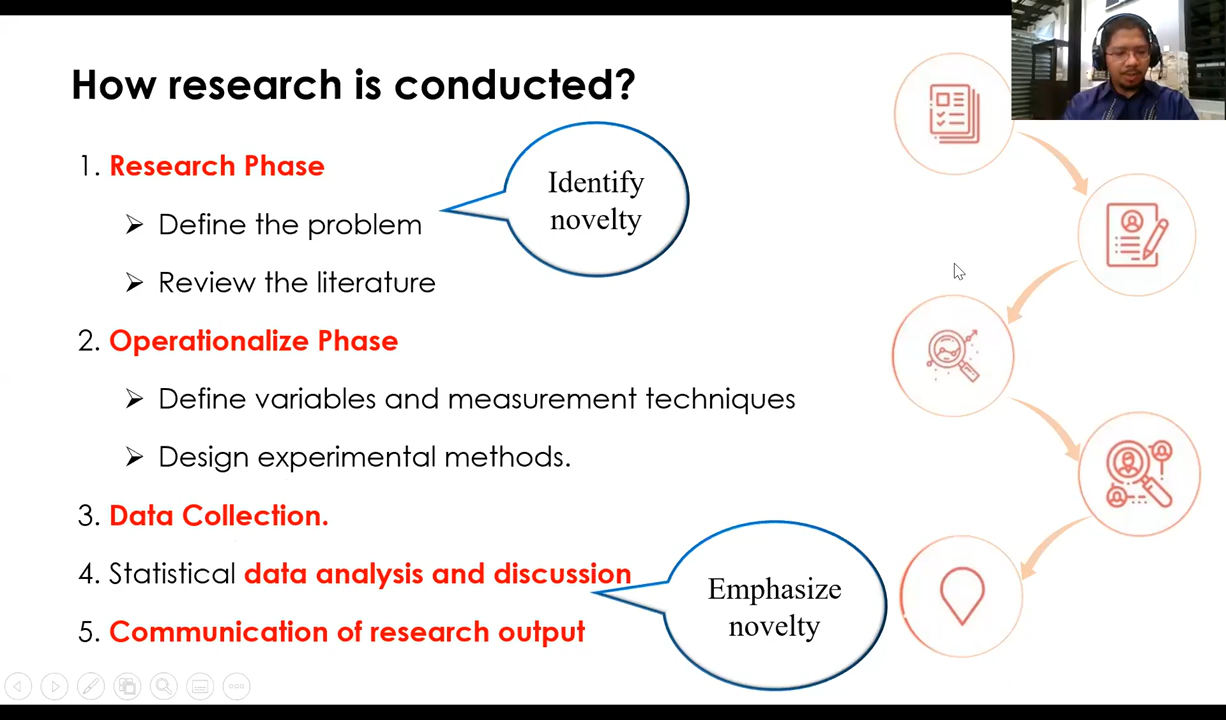 How research is conducted?
1. Research Phase
➢ Define the problem
➢ Review the literature
Identify
novelty
2. Operationalize Phase
➢ Define variables and measurement techniques
➢ Design experimental methods.
3. Data Collection.
4. Statistical data analysis and discussion
5. Communication of research output
Emphasize
novelty